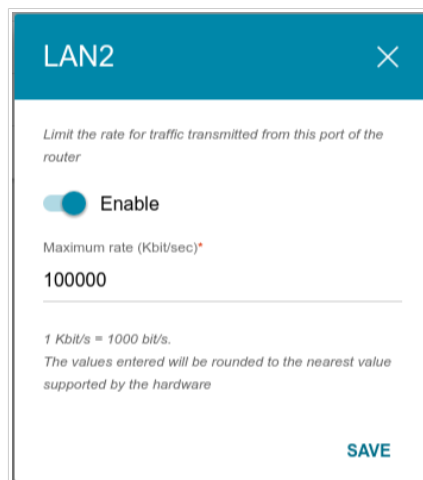 LAN2
Limit the rate for traffic transmitted from this port of the
router
Enable
Maximum rate (Kbit/sec)*
100000
1 Kbit/s = 1000 bit/s.
The values entered will be rounded to the nearest value
supported by the hardware
SAVE